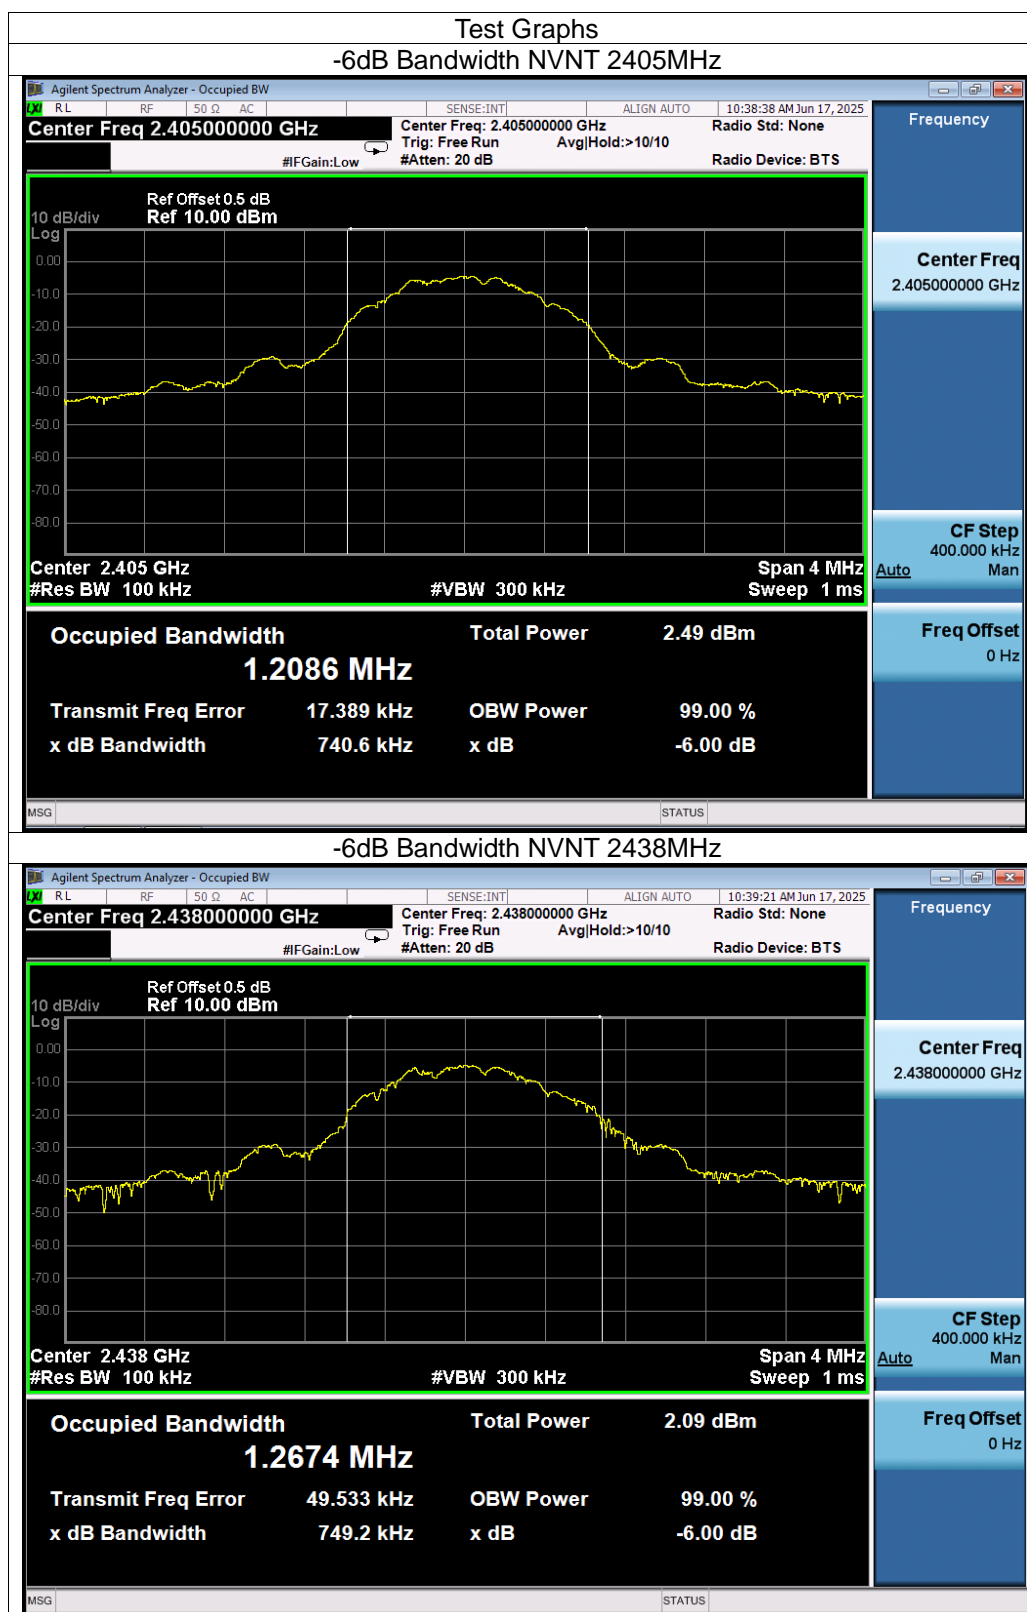 Test Graphs
-6dB Bandwidth NVNT 2405MHz
Agilent Spectrum Analyzer - Occupied BW
LXI RL RF 50 Ω AC SENSE:INT ALIGN AUTO 10:38:38 AM Jun 17, 2025
Center Freq 2.405000000 GHz
Center Freq: 2.405000000 GHz Radio Std: None
Trig: Free Run Avg|Hold:>10/10
#IFGain:Low #Atten: 20 dB Radio Device: BTS
Frequency
Ref Offset 0.5 dB
10 dB/div Ref 10.00 dBm
Log
0.00
-10.0
-20.0
-30.0
-40.0
-50.0
-60.0
-70.0
-80.0
Center 2.405 GHz Span 4 MHz
#Res BW 100 kHz #VBW 300 kHz Sweep 1 ms
Center Freq
2.405000000 GHz
CF Step
400.000 kHz
Auto Man
Freq Offset
0 Hz
Occupied Bandwidth Total Power 2.49 dBm
1.2086 MHz
Transmit Freq Error 17.389 kHz OBW Power 99.00 %
x dB Bandwidth 740.6 kHz x dB -6.00 dB
MSG STATUS
-6dB Bandwidth NVNT 2438MHz
Agilent Spectrum Analyzer - Occupied BW
LXI RL RF 50 Ω AC SENSE:INT ALIGN AUTO 10:39:21 AM Jun 17, 2025
Center Freq 2.438000000 GHz
Center Freq: 2.438000000 GHz Radio Std: None
Trig: Free Run Avg|Hold:>10/10
#IFGain:Low #Atten: 20 dB Radio Device: BTS
Frequency
Ref Offset 0.5 dB
10 dB/div Ref 10.00 dBm
Log
0.00
-10.0
-20.0
-30.0
-40.0
-50.0
-60.0
-70.0
-80.0
Center 2.438 GHz Span 4 MHz
#Res BW 100 kHz #VBW 300 kHz Sweep 1 ms
Center Freq
2.438000000 GHz
CF Step
400.000 kHz
Auto Man
Freq Offset
0 Hz
Occupied Bandwidth Total Power 2.09 dBm
1.2674 MHz
Transmit Freq Error 49.533 kHz OBW Power 99.00 %
x dB Bandwidth 749.2 kHz x dB -6.00 dB
MSG STATUS